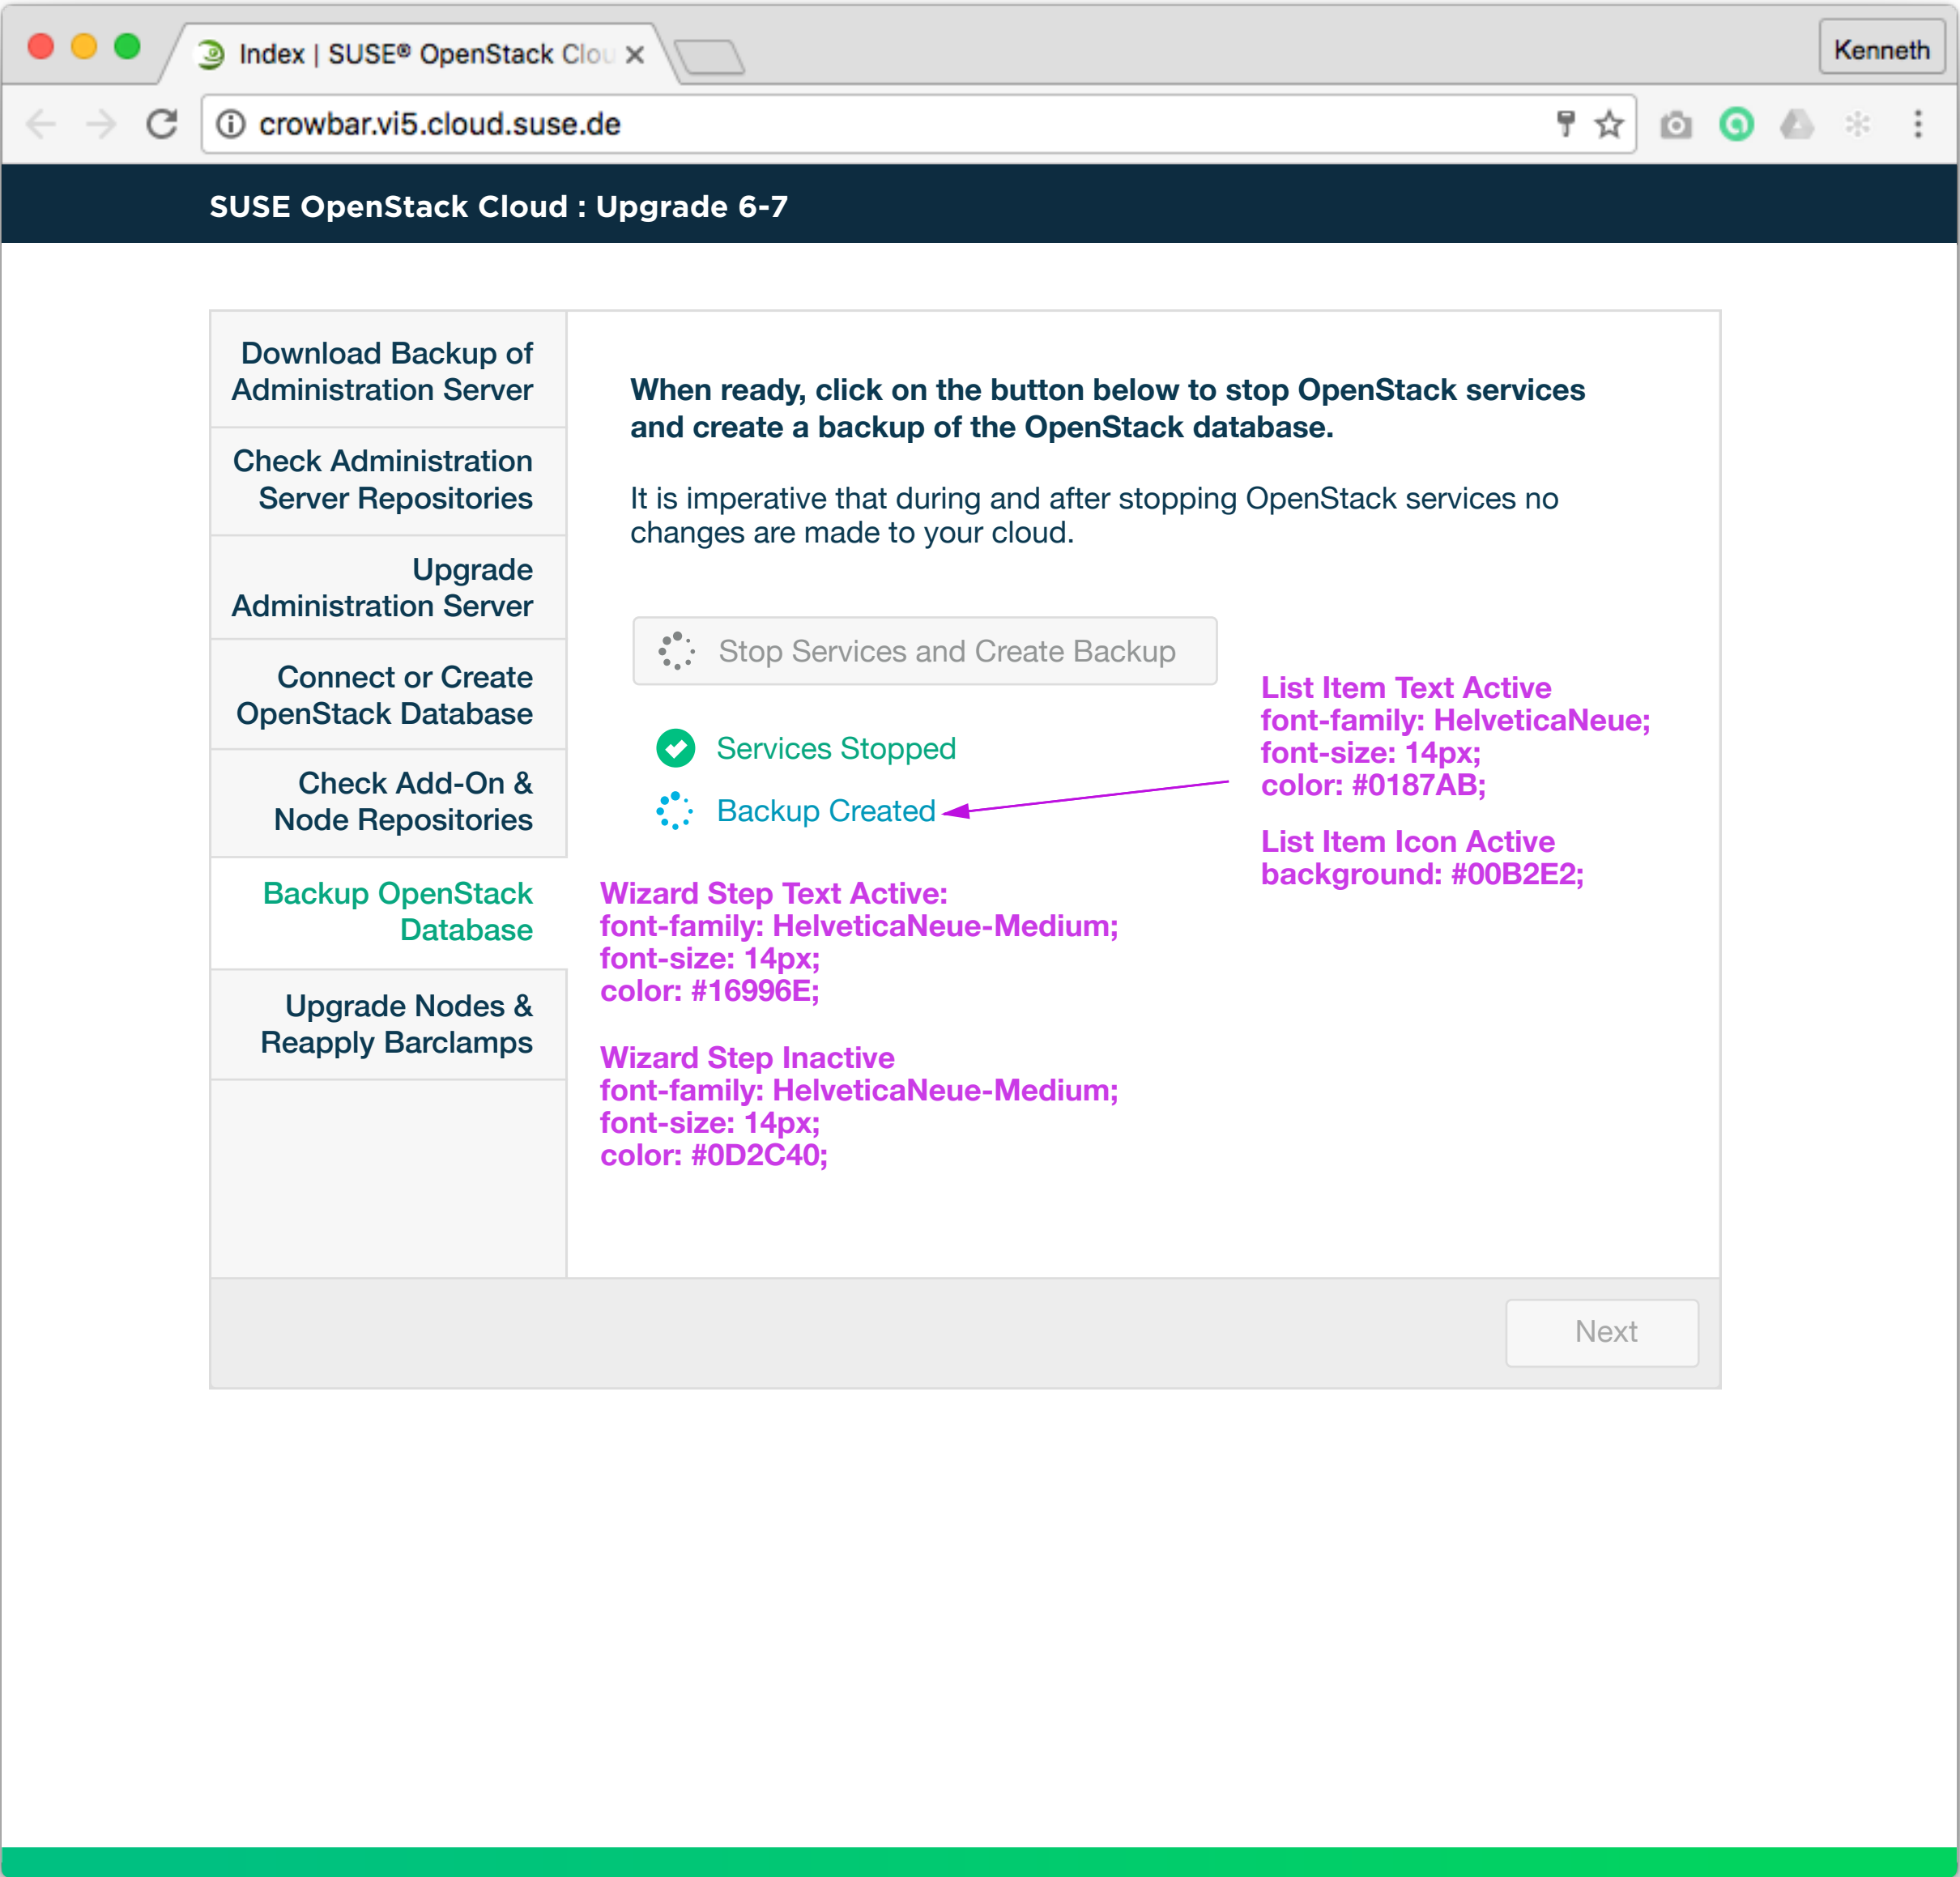 Index | SUSE® OpenStack Clou
Kenneth
crowbar.vi5.cloud.suse.de
SUSE OpenStack Cloud : Upgrade 6-7
Download Backup of
Administration Server
Check Administration
Server Repositories
Upgrade
Administration Server
Connect or Create
OpenStack Database
Check Add-On &
Node Repositories
Backup OpenStack
Database
Upgrade Nodes &
Reapply Barclamps
When ready, click on the button below to stop OpenStack services
and create a backup of the OpenStack database.
It is imperative that during and after stopping OpenStack services no
changes are made to your cloud.
Stop Services and Create Backup
Services Stopped
Backup Created
List Item Text Active
font-family: HelveticaNeue;
font-size: 14px;
color: #0187AB;
List Item Icon Active
background: #00B2E2;
Wizard Step Text Active:
font-family: HelveticaNeue-Medium;
font-size: 14px;
color: #16996E;
Wizard Step Inactive
font-family: HelveticaNeue-Medium;
font-size: 14px;
color: #0D2C40;
Next